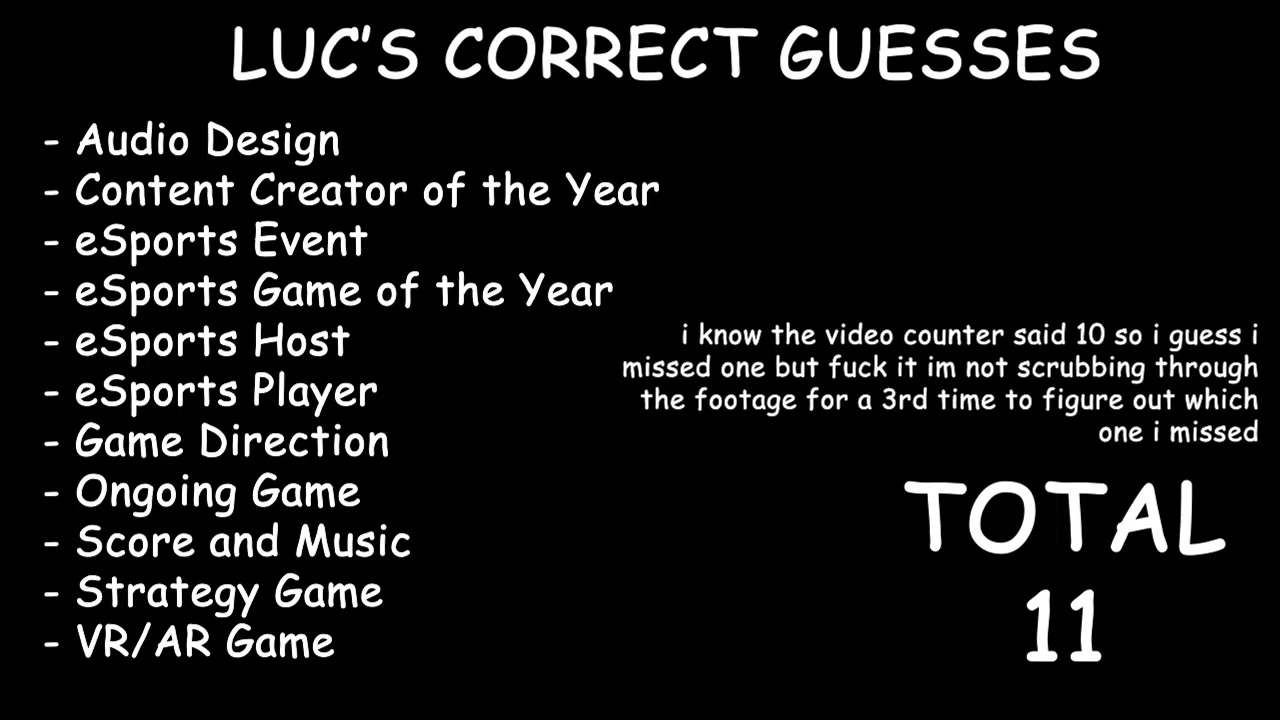 LUC'S CORRECT GUESSES
- Audio Design
- Content Creator of the Year
- eSports Event
- eSports Game of the Year
- eSports Host
- eSports Player
- Game Direction
- Ongoing Game
- Score and Music
- Strategy Game
- VR/AR Game
i know the video counter said 10 so i guess i
missed one but fuck it im not scrubbing through
the footage for a 3rd time to figure out which
one i missed
TOTAL
11